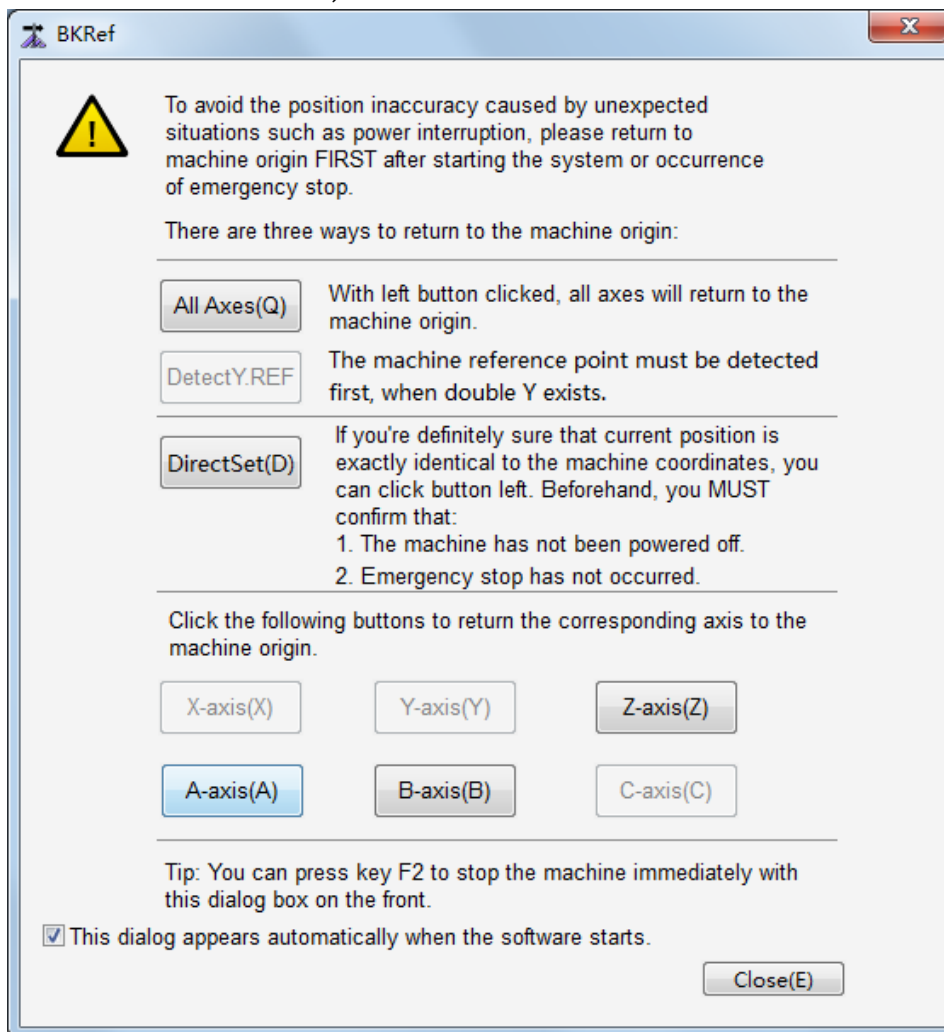 BKRef
To avoid the position inaccuracy caused by unexpected
situations such as power interruption, please return to
machine origin FIRST after starting the system or occurrence
of emergency stop.
There are three ways to return to the machine origin:
All Axes(Q)
With left button clicked, all axes will return to the
machine origin.
DetectY.REF
The machine reference point must be detected
first, when double Y exists.
DirectSet(D)
If you're definitely sure that current position is
exactly identical to the machine coordinates, you
can click button left. Beforehand, you MUST
confirm that:
1. The machine has not been powered off.
2. Emergency stop has not occurred.
Click the following buttons to return the corresponding axis to the
machine origin.
X-axis(X) Y-axis(Y) Z-axis(Z)
A-axis(A) B-axis(B) C-axis(C)
Tip: You can press key F2 to stop the machine immediately with
this dialog box on the front.
This dialog appears automatically when the software starts.
Close(E)